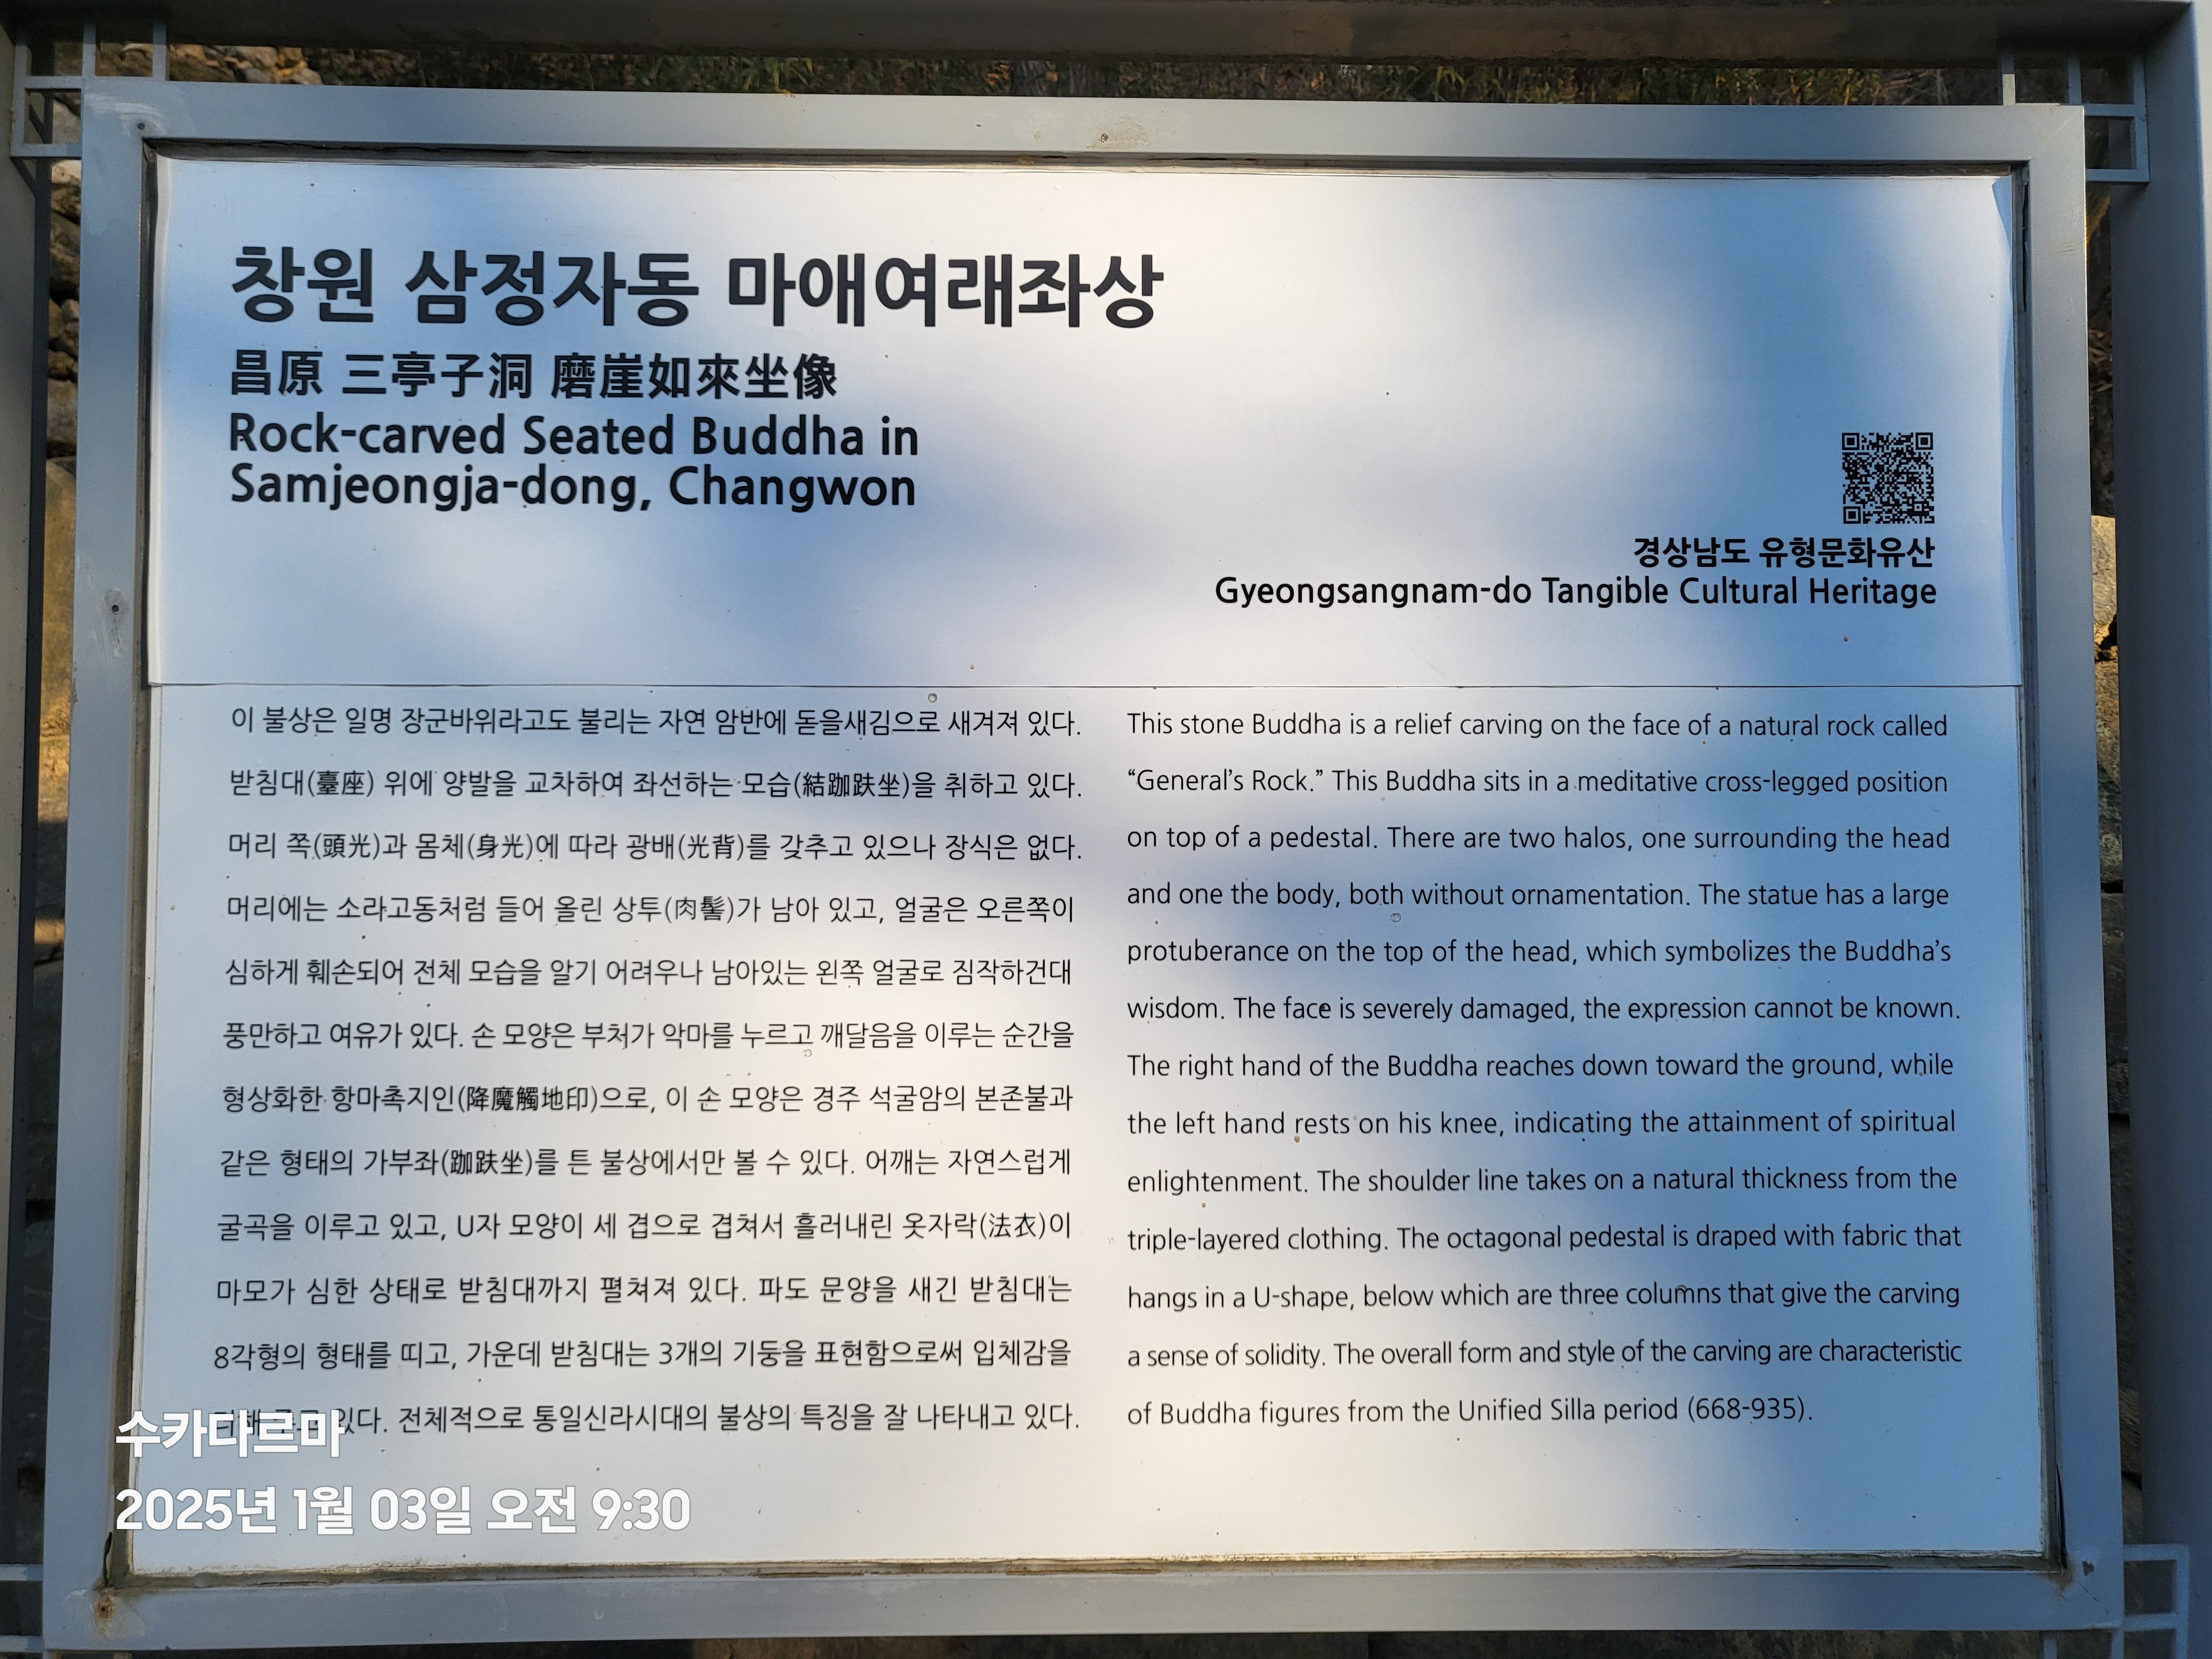 창원 삼정자동 마애여래좌상
昌原 三亭子洞 磨崖如來坐像
Rock-carved Seated Buddha in
Samjeongja-dong, Changwon
경상남도 유형문화유산
Gyeongsangnam-do Tangible Cultural Heritage
이 불상은 일명 장군바위라고도 불리는 자연 암반에 돋을새김으로 새겨져 있다.
받침대(臺座) 위에 양발을 교차하여 좌선하는 모습(結跏趺坐)을 취하고 있다.
머리 쪽(頭光)과 몸체(身光)에 따라 광배(光背)를 갖추고 있으나 장식은 없다.
머리에는 소라고동처럼 틀어 올린 상투(肉髻)가 남아 있고, 얼굴은 오른쪽이
심하게 훼손되어 전체 모습을 알기 어려우나 남아있는 왼쪽 얼굴로 짐작하건대
풍만하고 여유가 있다. 손 모양은 부처가 악마를 누르고 깨달음을 이루는 순간을
형상화한 항마촉지인(降魔觸地印)으로, 이 손 모양은 경주 석굴암의 본존불과
같은 형태의 가부좌(跏趺坐)를 튼 불상에서만 볼 수 있다. 어깨는 자연스럽게
굴곡을 이루고 있고, U자 모양이 세 겹으로 겹쳐서 흘러내린 옷자락(法衣)이
마모가 심한 상태로 받침대까지 펼쳐져 있다. 파도 문양을 새긴 받침대는
8각형의 형태를 띠고, 가운데 받침대는 3개의 기둥을 표현함으로써 입체감을
있다. 전체적으로 통일신라시대의 불상의 특징을 잘 나타내고 있다.
This stone Buddha is a relief carving on the face of a natural rock called
“General’s Rock.” This Buddha sits in a meditative cross-legged position
on top of a pedestal. There are two halos, one surrounding the head
and one the body, both without ornamentation. The statue has a large
protuberance on the top of the head, which symbolizes the Buddha’s
wisdom. The face is severely damaged, the expression cannot be known.
The right hand of the Buddha reaches down toward the ground, while
the left hand rests on his knee, indicating the attainment of spiritual
enlightenment. The shoulder line takes on a natural thickness from the
triple-layered clothing. The octagonal pedestal is draped with fabric that
hangs in a U-shape, below which are three columns that give the carving
a sense of solidity. The overall form and style of the carving are characteristic
of Buddha figures from the Unified Silla period (668-935).
수카다르마
2025년 1월 03일 오전 9:30